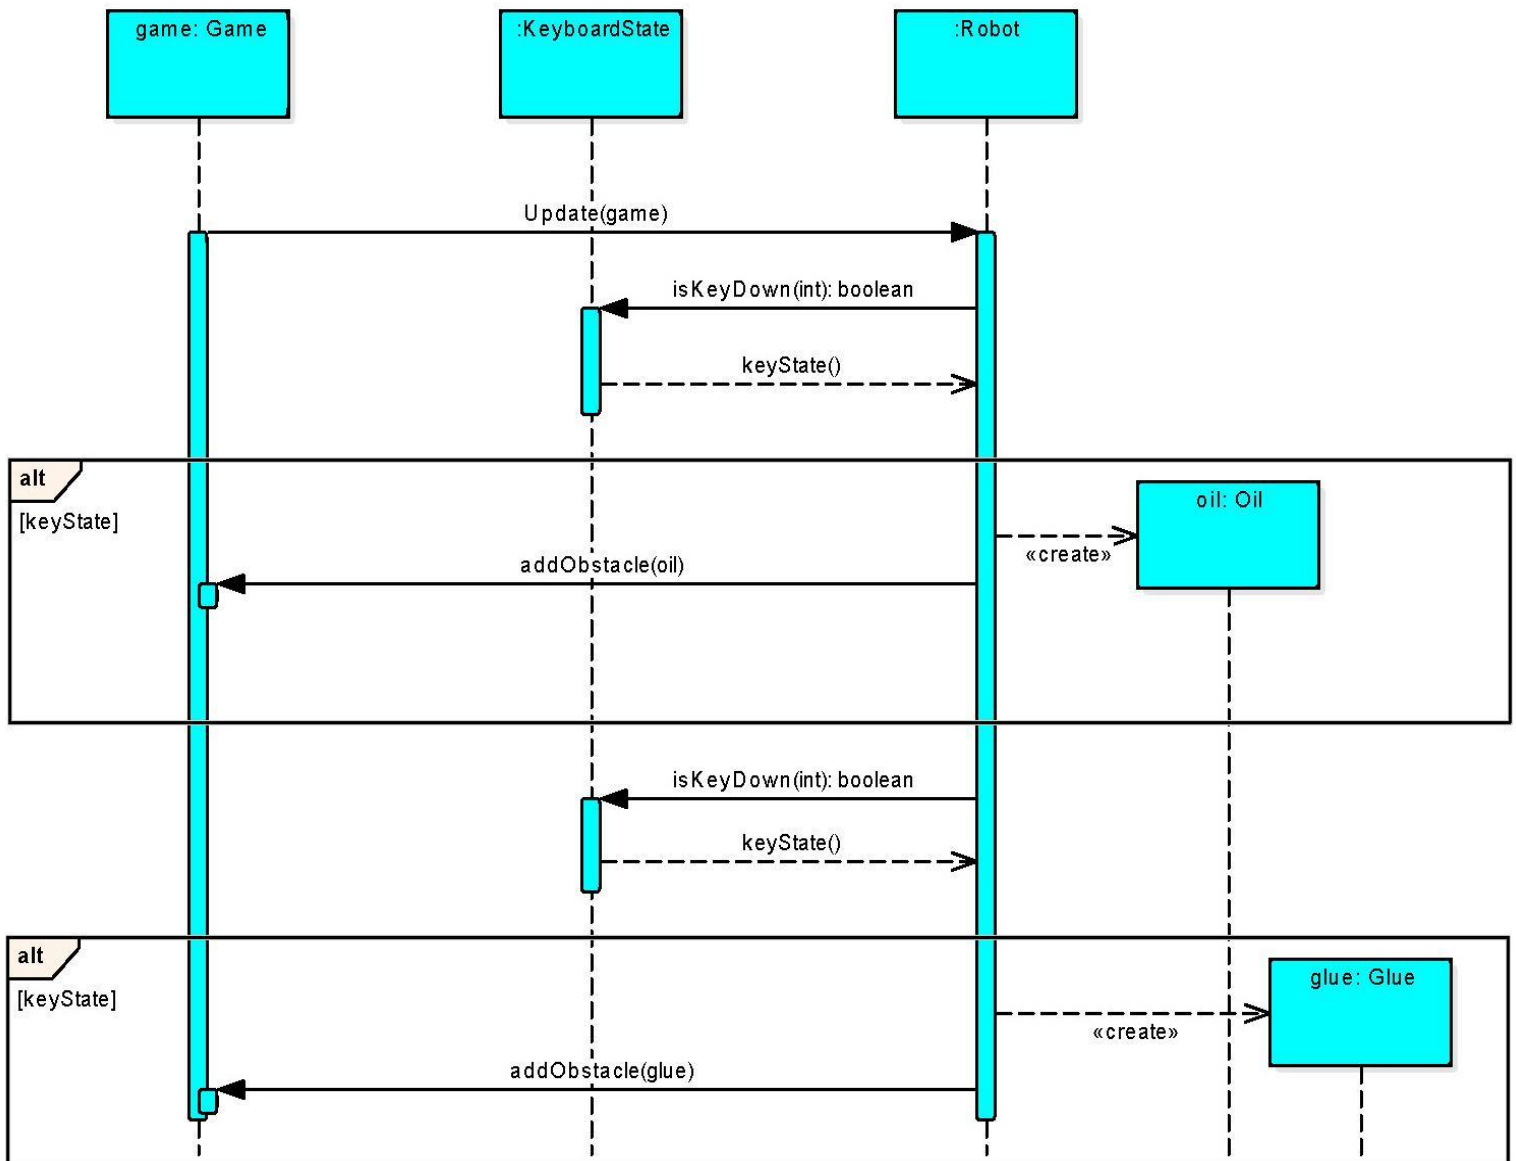 game: Game
:KeyboardState
:Robot
Update(game)
isKeyDown(int): boolean
keyState()
alt
[keyState]
oil: Oil
«create»
addObstacle(oil)
isKeyDown(int): boolean
keyState()
alt
[keyState]
glue: Glue
«create»
addObstacle(glue)